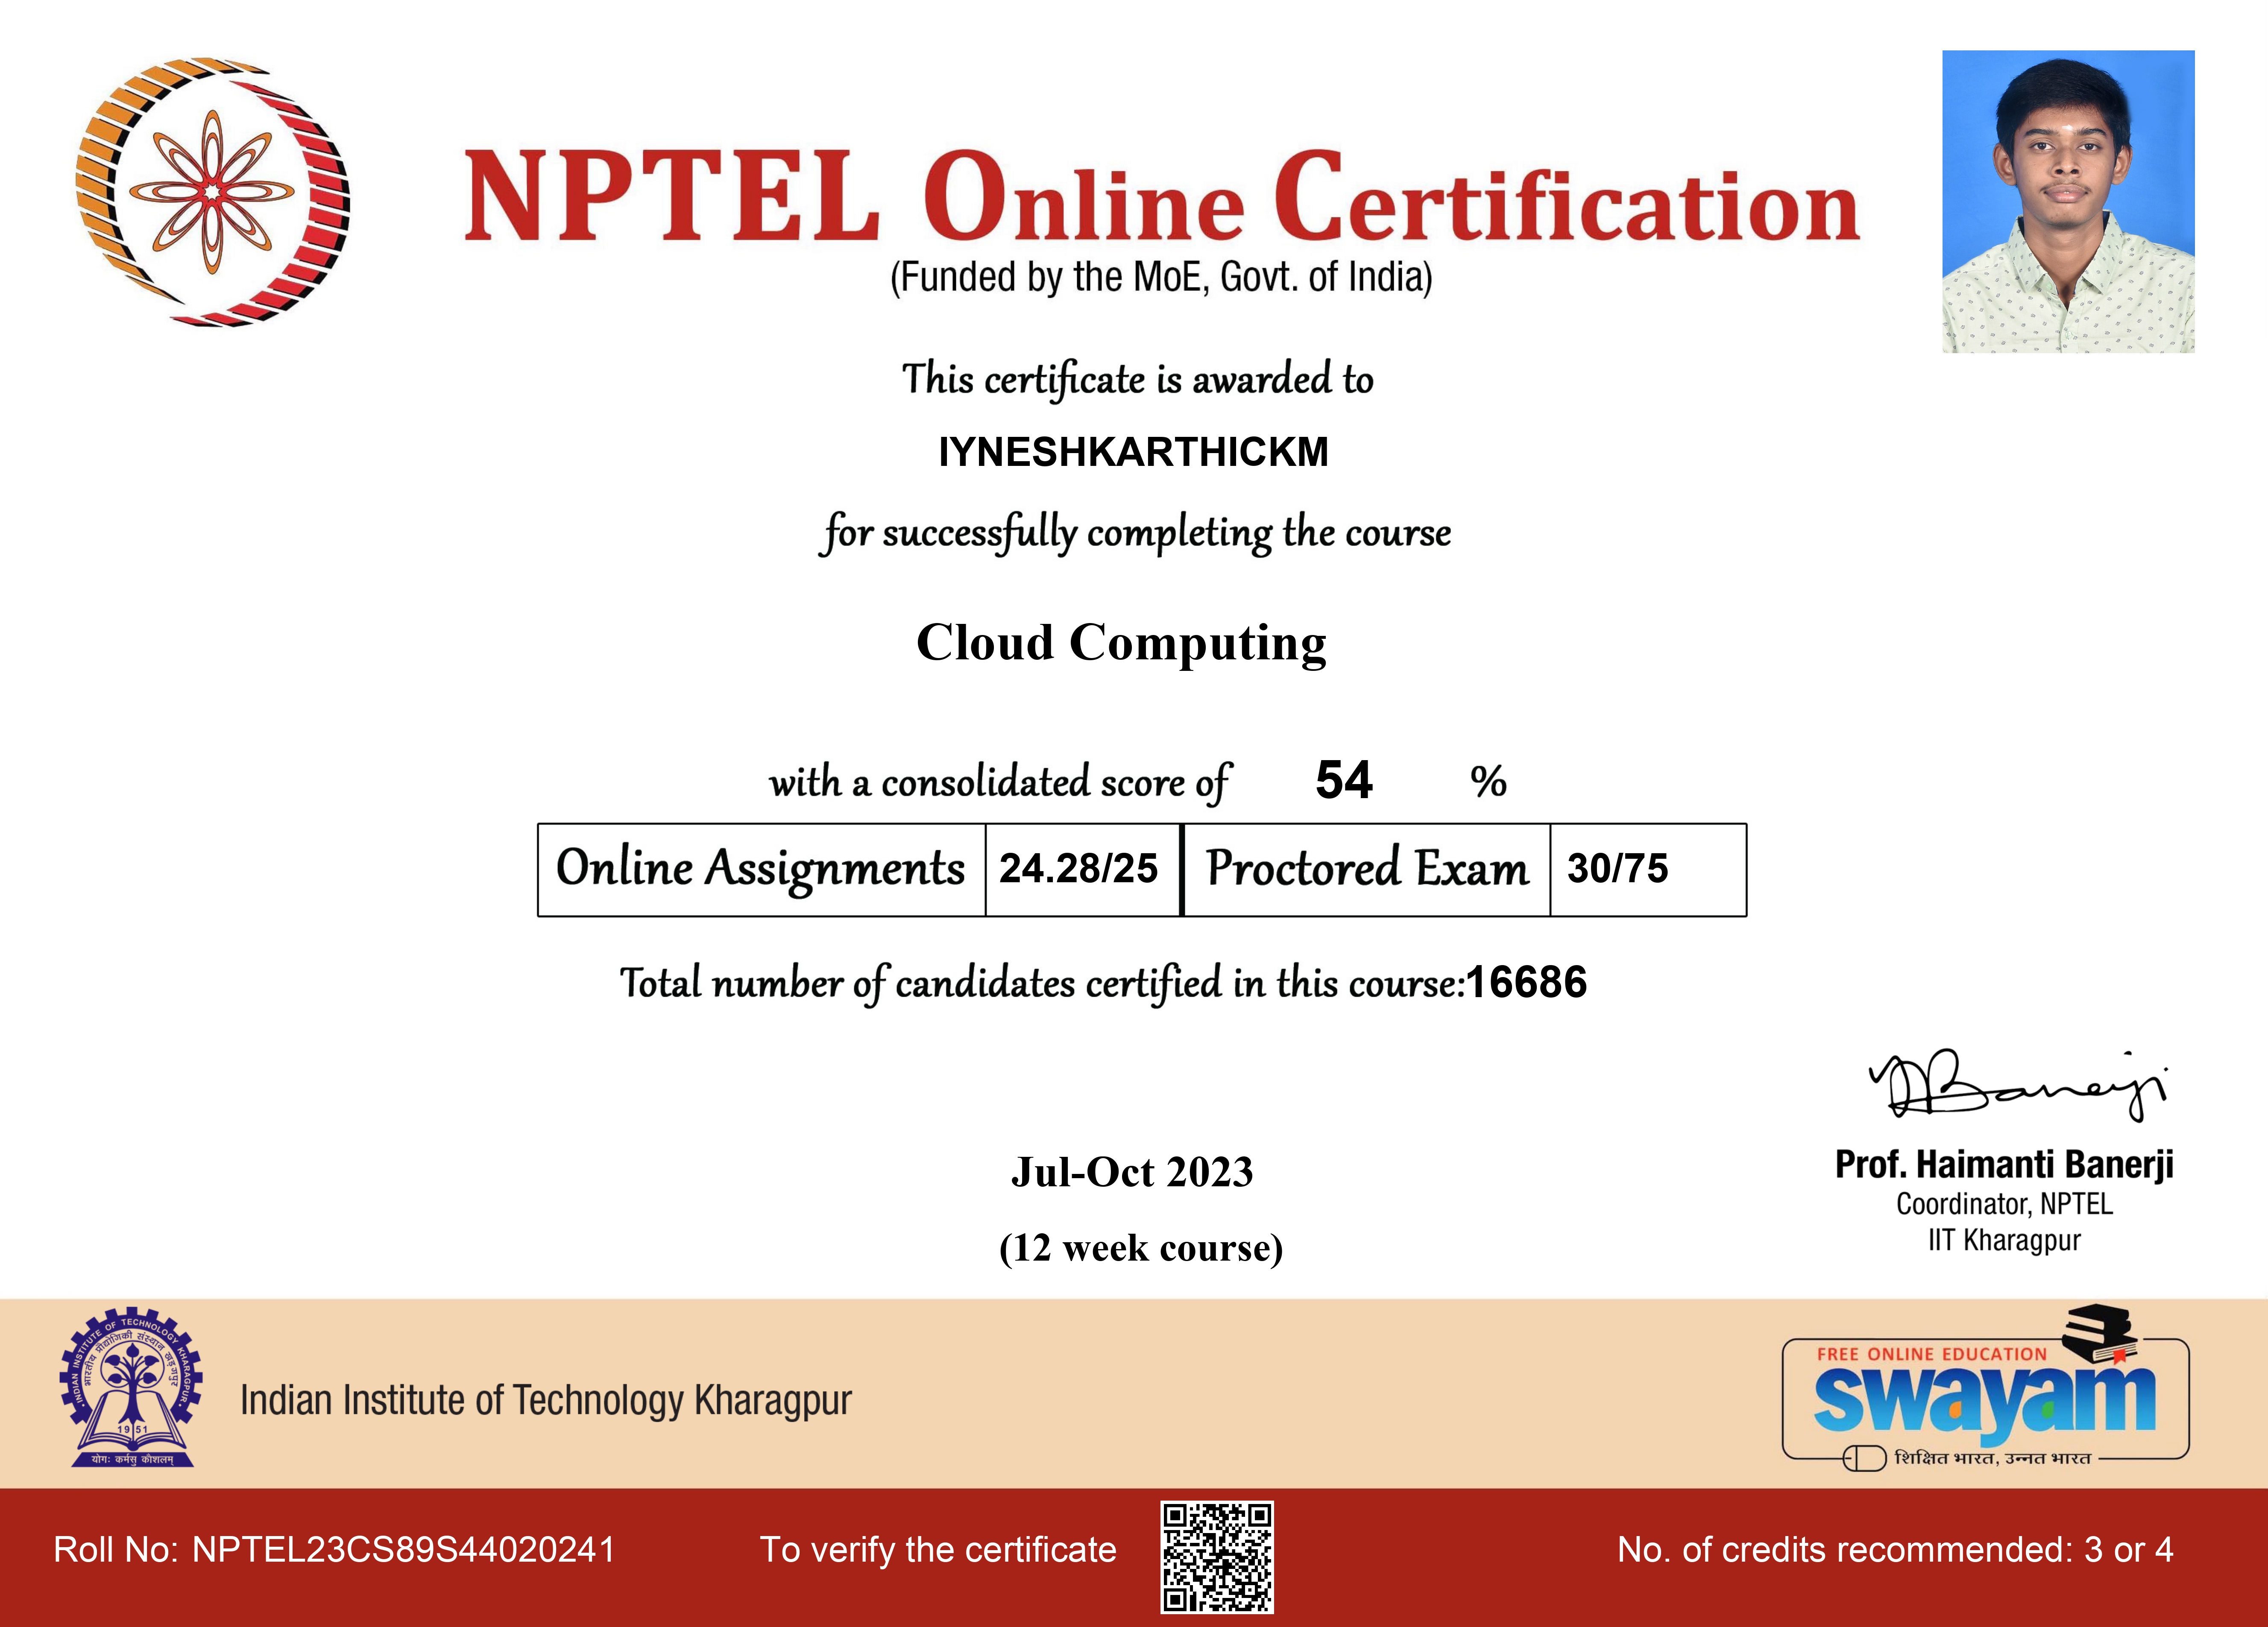 NPTEL Online Certification
(Funded by the MoE, Govt. of India)
This certificate is awarded to
IYNESHKARTHICKM
for successfully completing the course
Cloud Computing
with a consolidated score of 54 %
Online Assignments 24.28/25 Proctored Exam 30/75
Total number of candidates certified in this course:16686
Banerji
Prof. Haimanti Banerji
Coordinator, NPTEL
IIT Kharagpur
Jul-Oct 2023
(12 week course)
INDIAN INSTITUTE OF TECHNOLOGY KHARAGPUR
भारतीय प्रौद्योगिकी संस्थान खड़गपुर
19 51
योगः कर्मसु कौशलम्
Indian Institute of Technology Kharagpur
FREE ONLINE EDUCATION
swayam
शिक्षित भारत, उन्नत भारत
Roll No: NPTEL23CS89S44020241
To verify the certificate
No. of credits recommended: 3 or 4